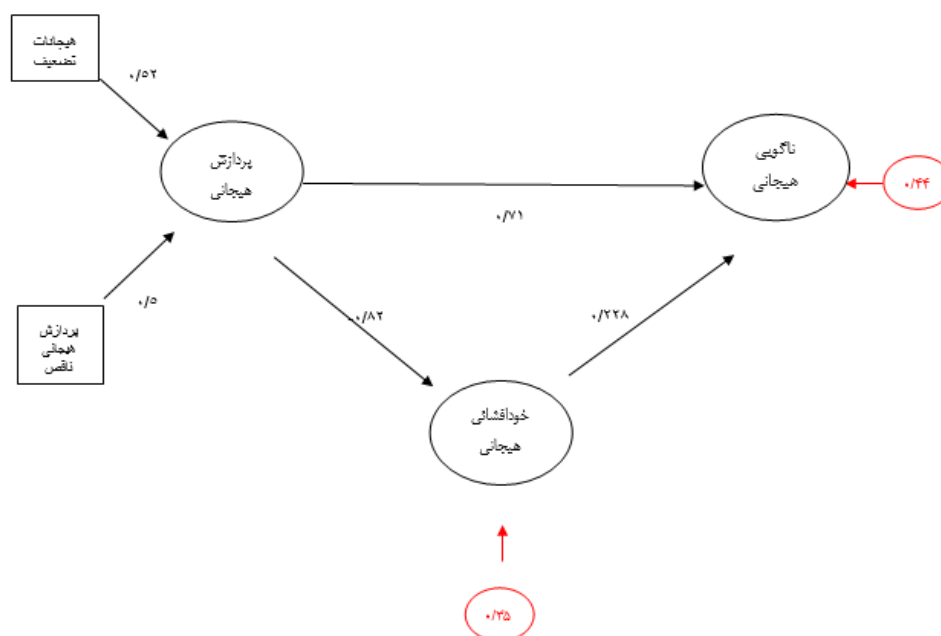 هیجانات
تضعیف
۰/۵۲
پردازش
هیجانی
ناگویی
هیجانی
۰/۴۴
۰/۷۱
۰/۵
پردازش
هیجانی
ناقص
-۰/۸۲
۰/۲۲۸
خودافشائی
هیجانی
۰/۳۵